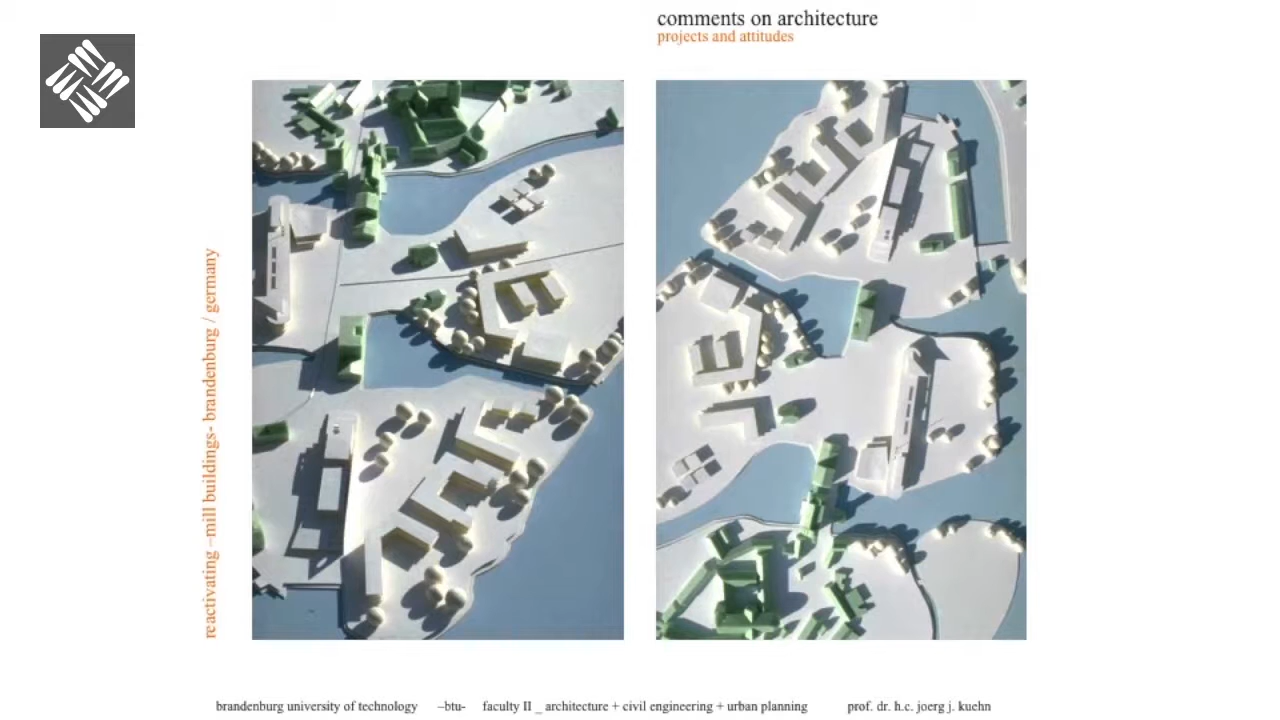 comments on architecture
projects and attitudes
reactivating –mill buildings- brandenburg / germany
brandenburg university of technology –btu- faculty II _ architecture + civil engineering + urban planning prof. dr. h.c. joerg j. kuehn